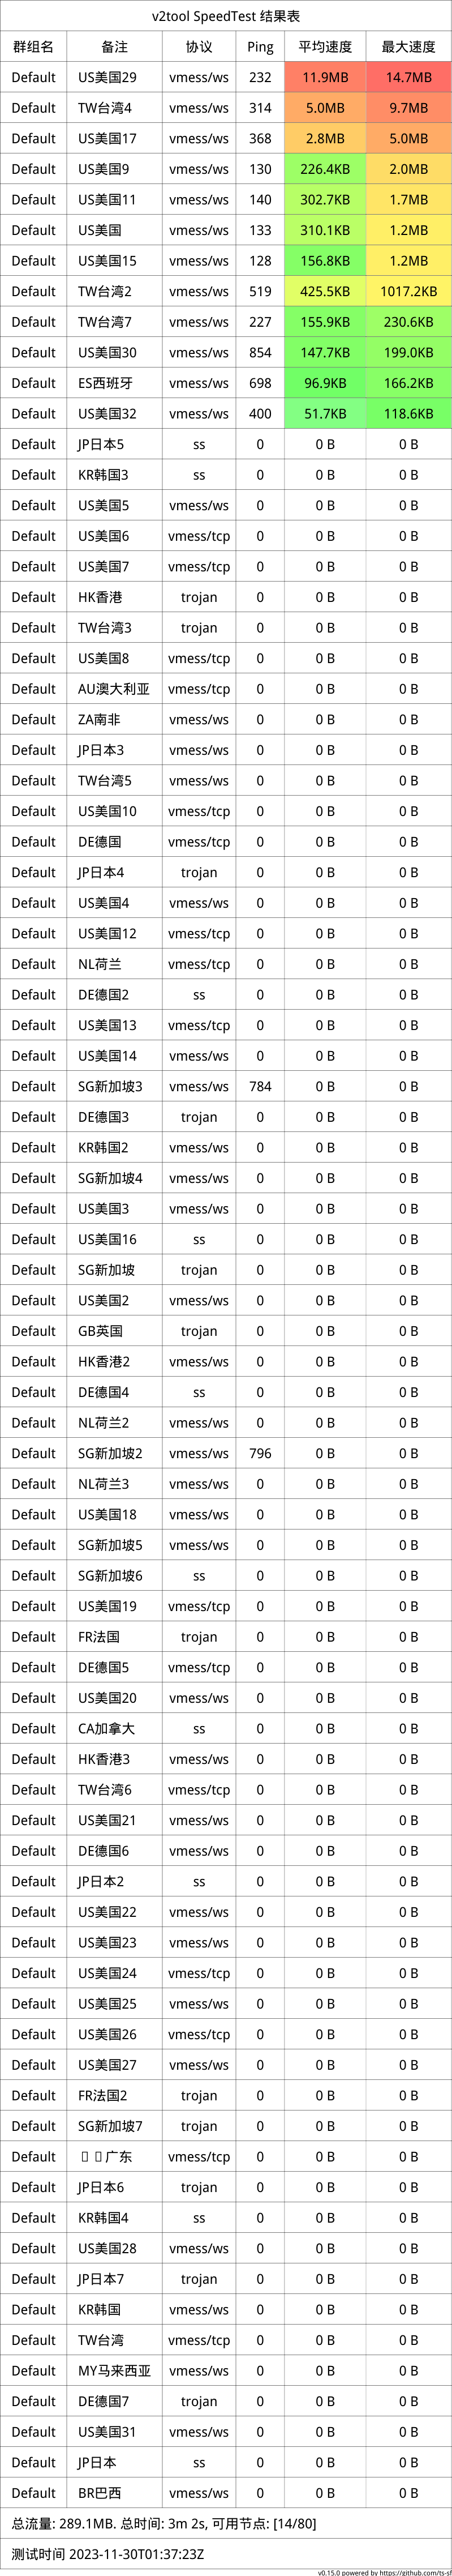 v2tool SpeedTest 结果表
群组名 备注 协议 Ping 平均速度 最大速度
Default US美国29 vmess/ws 232 11.9MB 14.7MB
Default TW台湾4 vmess/ws 314 5.0MB 9.7MB
Default US美国17 vmess/ws 368 2.8MB 5.0MB
Default US美国9 vmess/ws 130 226.4KB 2.0MB
Default US美国11 vmess/ws 140 302.7KB 1.7MB
Default US美国 vmess/ws 133 310.1KB 1.2MB
Default US美国15 vmess/ws 128 156.8KB 1.2MB
Default TW台湾2 vmess/ws 519 425.5KB 1017.2KB
Default TW台湾7 vmess/ws 227 155.9KB 230.6KB
Default US美国30 vmess/ws 854 147.7KB 199.0KB
Default ES西班牙 vmess/ws 698 96.9KB 166.2KB
Default US美国32 vmess/ws 400 51.7KB 118.6KB
Default JP日本5 ss 0 0 B 0 B
Default KR韩国3 ss 0 0 B 0 B
Default US美国5 vmess/ws 0 0 B 0 B
Default US美国6 vmess/tcp 0 0 B 0 B
Default US美国7 vmess/tcp 0 0 B 0 B
Default HK香港 trojan 0 0 B 0 B
Default TW台湾3 trojan 0 0 B 0 B
Default US美国8 vmess/tcp 0 0 B 0 B
Default AU澳大利亚 vmess/tcp 0 0 B 0 B
Default ZA南非 vmess/ws 0 0 B 0 B
Default JP日本3 vmess/ws 0 0 B 0 B
Default TW台湾5 vmess/ws 0 0 B 0 B
Default US美国10 vmess/tcp 0 0 B 0 B
Default DE德国 vmess/tcp 0 0 B 0 B
Default JP日本4 trojan 0 0 B 0 B
Default US美国4 vmess/ws 0 0 B 0 B
Default US美国12 vmess/tcp 0 0 B 0 B
Default NL荷兰 vmess/tcp 0 0 B 0 B
Default DE德国2 ss 0 0 B 0 B
Default US美国13 vmess/tcp 0 0 B 0 B
Default US美国14 vmess/ws 0 0 B 0 B
Default SG新加坡3 vmess/ws 784 0 B 0 B
Default DE德国3 trojan 0 0 B 0 B
Default KR韩国2 vmess/ws 0 0 B 0 B
Default SG新加坡4 vmess/ws 0 0 B 0 B
Default US美国3 vmess/ws 0 0 B 0 B
Default US美国16 ss 0 0 B 0 B
Default SG新加坡 trojan 0 0 B 0 B
Default US美国2 vmess/ws 0 0 B 0 B
Default GB英国 trojan 0 0 B 0 B
Default HK香港2 vmess/ws 0 0 B 0 B
Default DE德国4 ss 0 0 B 0 B
Default NL荷兰2 vmess/ws 0 0 B 0 B
Default SG新加坡2 vmess/ws 796 0 B 0 B
Default NL荷兰3 vmess/ws 0 0 B 0 B
Default US美国18 vmess/ws 0 0 B 0 B
Default SG新加坡5 vmess/ws 0 0 B 0 B
Default SG新加坡6 ss 0 0 B 0 B
Default US美国19 vmess/tcp 0 0 B 0 B
Default FR法国 trojan 0 0 B 0 B
Default DE德国5 vmess/tcp 0 0 B 0 B
Default US美国20 vmess/ws 0 0 B 0 B
Default CA加拿大 ss 0 0 B 0 B
Default HK香港3 vmess/ws 0 0 B 0 B
Default TW台湾6 vmess/tcp 0 0 B 0 B
Default US美国21 vmess/ws 0 0 B 0 B
Default DE德国6 vmess/ws 0 0 B 0 B
Default JP日本2 ss 0 0 B 0 B
Default US美国22 vmess/ws 0 0 B 0 B
Default US美国23 vmess/ws 0 0 B 0 B
Default US美国24 vmess/tcp 0 0 B 0 B
Default US美国25 vmess/ws 0 0 B 0 B
Default US美国26 vmess/tcp 0 0 B 0 B
Default US美国27 vmess/ws 0 0 B 0 B
Default FR法国2 trojan 0 0 B 0 B
Default SG新加坡7 trojan 0 0 B 0 B
Default 广东 vmess/tcp 0 0 B 0 B
Default JP日本6 trojan 0 0 B 0 B
Default KR韩国4 ss 0 0 B 0 B
Default US美国28 vmess/ws 0 0 B 0 B
Default JP日本7 trojan 0 0 B 0 B
Default KR韩国 vmess/ws 0 0 B 0 B
Default TW台湾 vmess/tcp 0 0 B 0 B
Default MY马来西亚 vmess/ws 0 0 B 0 B
Default DE德国7 trojan 0 0 B 0 B
Default US美国31 vmess/ws 0 0 B 0 B
Default JP日本 ss 0 0 B 0 B
Default BR巴西 vmess/ws 0 0 B 0 B
总流量: 289.1MB. 总时间: 3m 2s, 可用节点: [14/80]
测试时间 2023-11-30T01:37:23Z
v0.15.0 powered by https://github.com/ts-sf